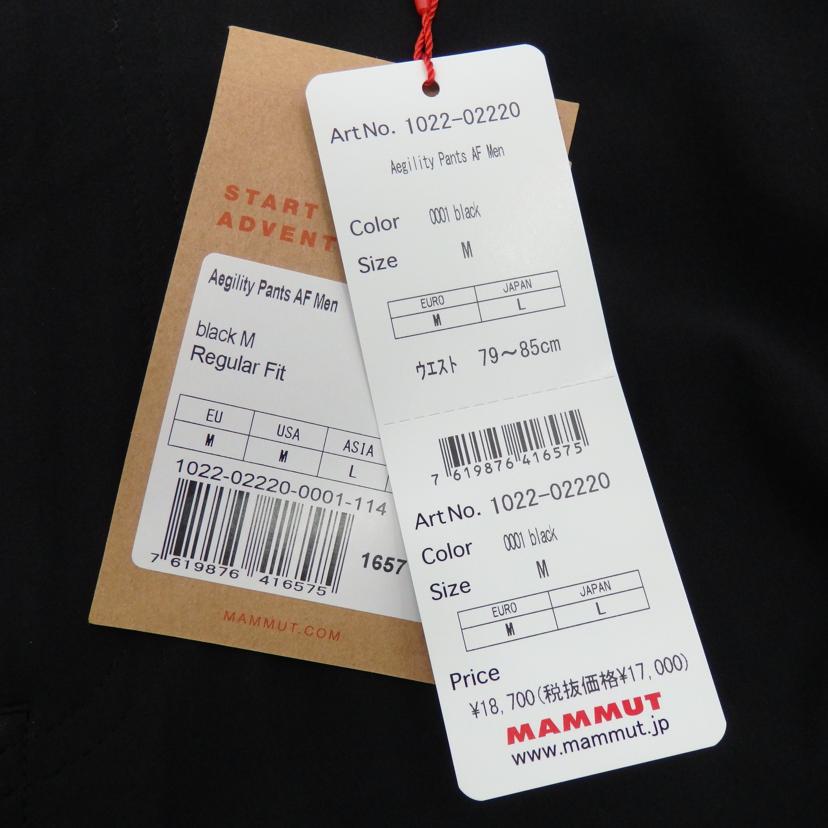 START
ADVENT
Aegility Pants AF Men
black M
Regular Fit
EU USA ASIA
M M L
1022-02220-0001-114
7 619876 416575
1657
MAMMUT.COM
Art No. 1022-02220
Aegility Pants AF Men
Color 0001 black
Size M
EURO JAPAN
M L
ウエスト 79～85cm
7 619876 416575
Art No. 1022-02220
Color 0001 black
Size M
EURO JAPAN
M L
Price
¥18,700(税抜価格¥17,000)
MAMMUT
www.mammut.jp